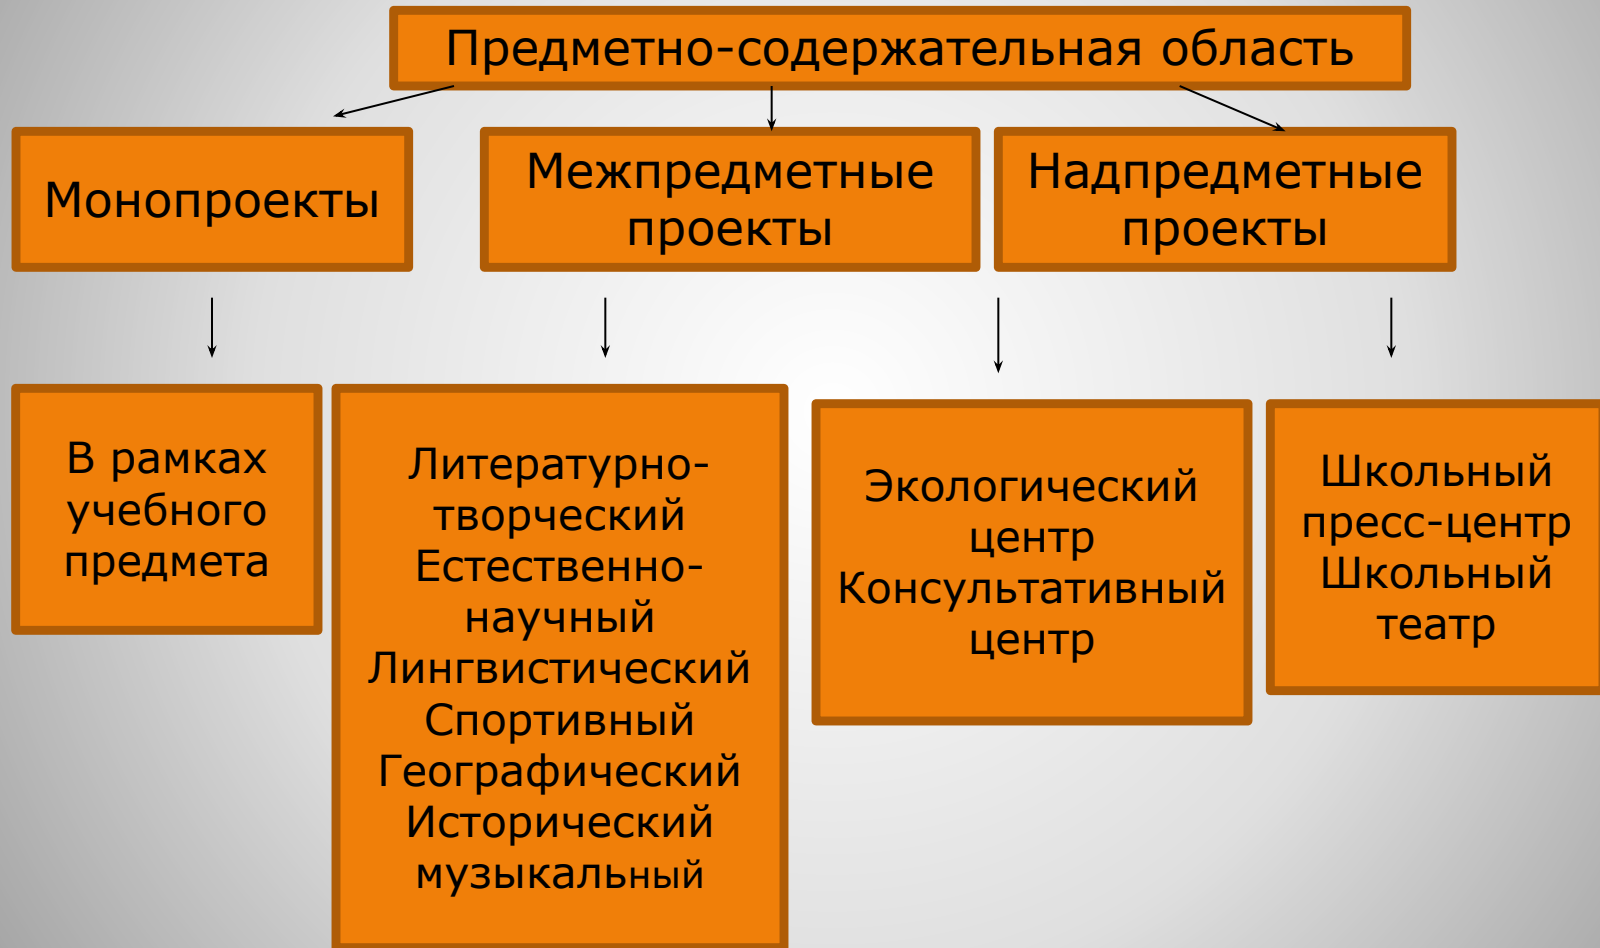 Предметно-содержательная область
Монопроекты
Межпредметные
проекты
Надпредметные
проекты
В рамках
учебного
предмета
Литературно-
творческий
Естественно-
научный
Лингвистический
Спортивный
Географический
Исторический
музыкальный
Экологический
центр
Консультативный
центр
Школьный
пресс-центр
Школьный
театр